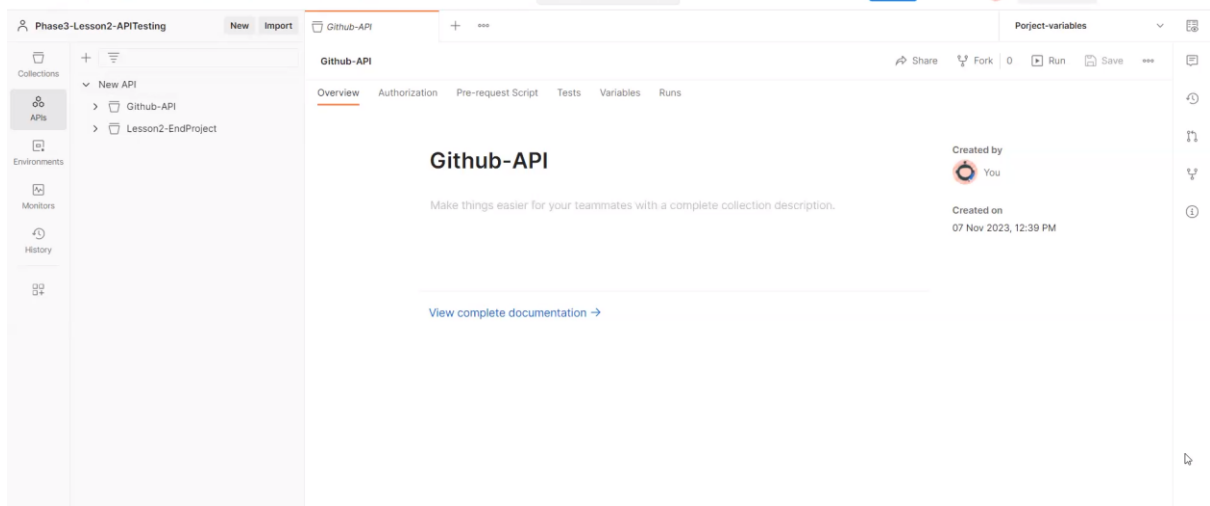 Phase3-Lesson2-APITesting New Import Github-API Porject-variables
Collections
APIs
Environments
Monitors
History
New API
Github-API
Lesson2-EndProject
Github-API Share Fork 0 Run Save
Overview Authorization Pre-request Script Tests Variables Runs
Github-API
Make things easier for your teammates with a complete collection description.
View complete documentation →
Created by
You
Created on
07 Nov 2023, 12:39 PM